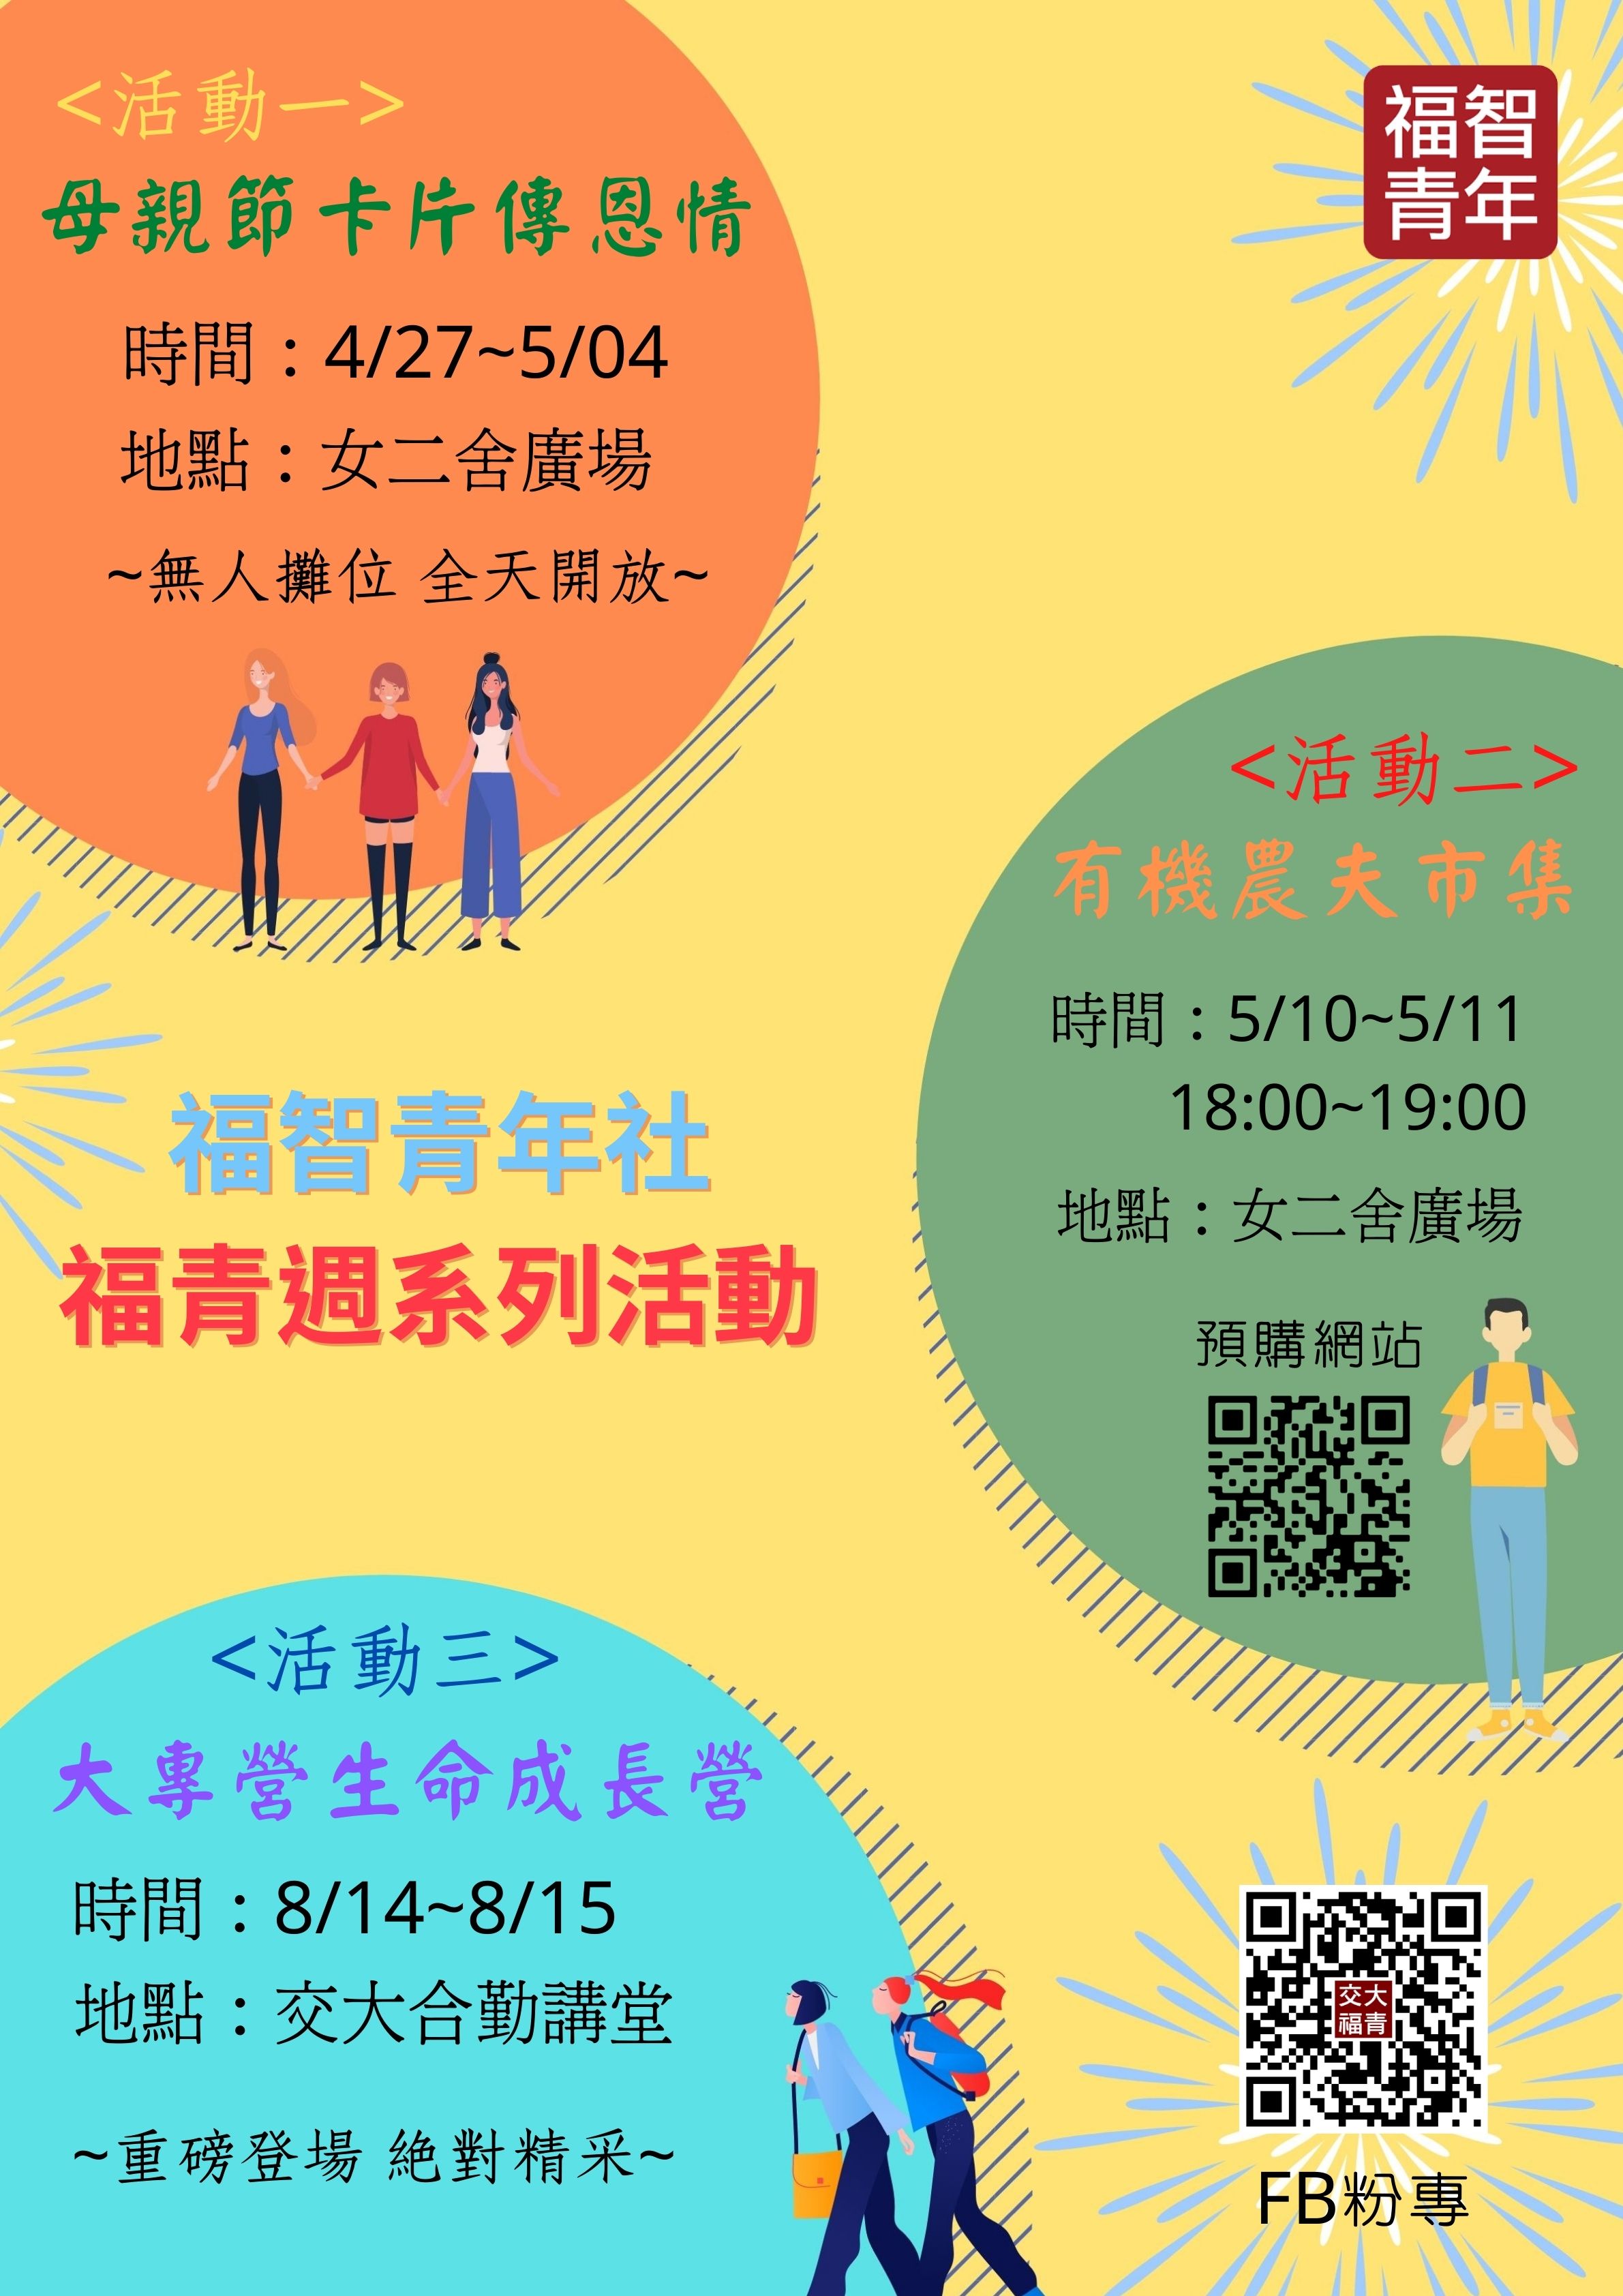 <活動一>
母親節卡片傳恩情
時間：4/27~5/04
地點：女二舍廣場
~無人攤位 全天開放~
福智
青年
<活動二>
有機農夫市集
時間：5/10~5/11
18:00~19:00
地點：女二舍廣場
預購網站
福智青年社
福青週系列活動
<活動三>
大專營生命成長營
時間：8/14~8/15
地點：交大合勤講堂
~重磅登場 絕對精采~
交大
福青
FB粉專